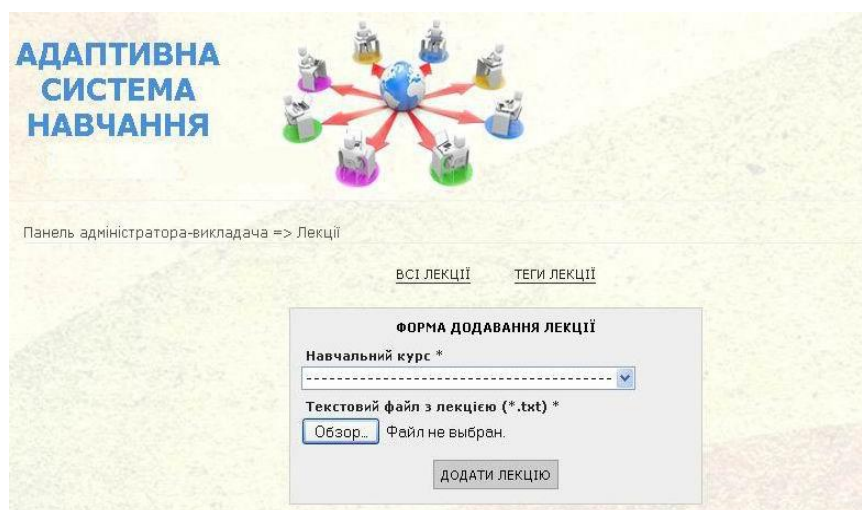 АДАПТИВНА
СИСТЕМА
НАВЧАННЯ
Панель адміністратора-викладача => Лекції
ВСІ ЛЕКЦІЇ ТЕГИ ЛЕКЦІЇ
ФОРМА ДОДАВАННЯ ЛЕКЦІЇ
Навчальний курс *
---------------------------------------
Текстовий файл з лекцією (*.txt) *
Обзор... Файл не выбран.
ДОДАТИ ЛЕКЦІЮ